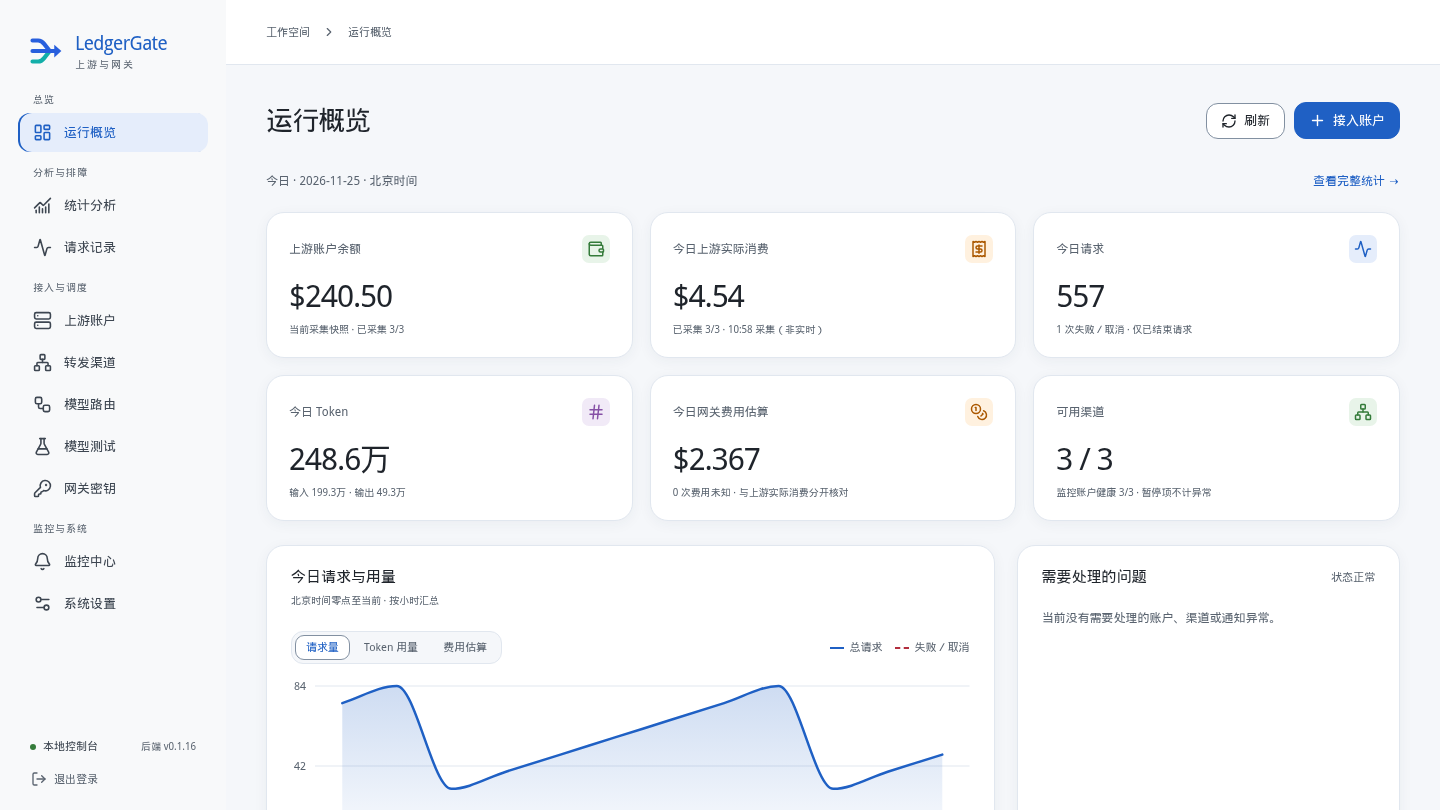 LedgerGate
上游与网关
总览
运行概览
分析与排障
统计分析
请求记录
接入与调度
上游账户
转发渠道
模型路由
模型测试
网关密钥
监控与系统
监控中心
系统设置
本地控制台 后端 v0.1.16
退出登录
工作空间 运行概览
运行概览
刷新 接入账户
今日 · 2026-11-25 · 北京时间
查看完整统计 →
上游账户余额
$240.50
当前采集快照 · 已采集 3/3
今日上游实际消费
$4.54
已采集 3/3 · 10:58 采集（非实时）
今日请求
557
1 次失败 / 取消 · 仅已结束请求
今日 Token
248.6万
输入 199.3万 · 输出 49.3万
今日网关费用估算
$2.367
0 次费用未知 · 与上游实际消费分开核对
可用渠道
3 / 3
监控账户健康 3/3 · 暂停项不计异常
今日请求与用量
北京时间零点至当前 · 按小时汇总
请求量 Token 用量 费用估算
总请求 失败 / 取消
84
42
需要处理的问题 状态正常
当前没有需要处理的账户、渠道或通知异常。